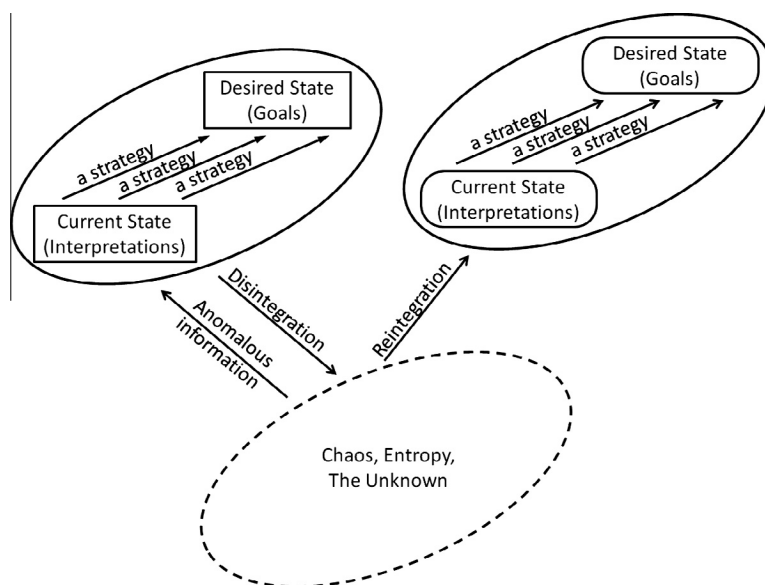 Desired State
(Goals)
a strategy
a strategy
a strategy
Current State
(Interpretations)
Desired State
(Goals)
a strategy
a strategy
a strategy
Current State
(Interpretations)
Disintegration
Anomalous
information
Reintegration
Chaos, Entropy,
The Unknown